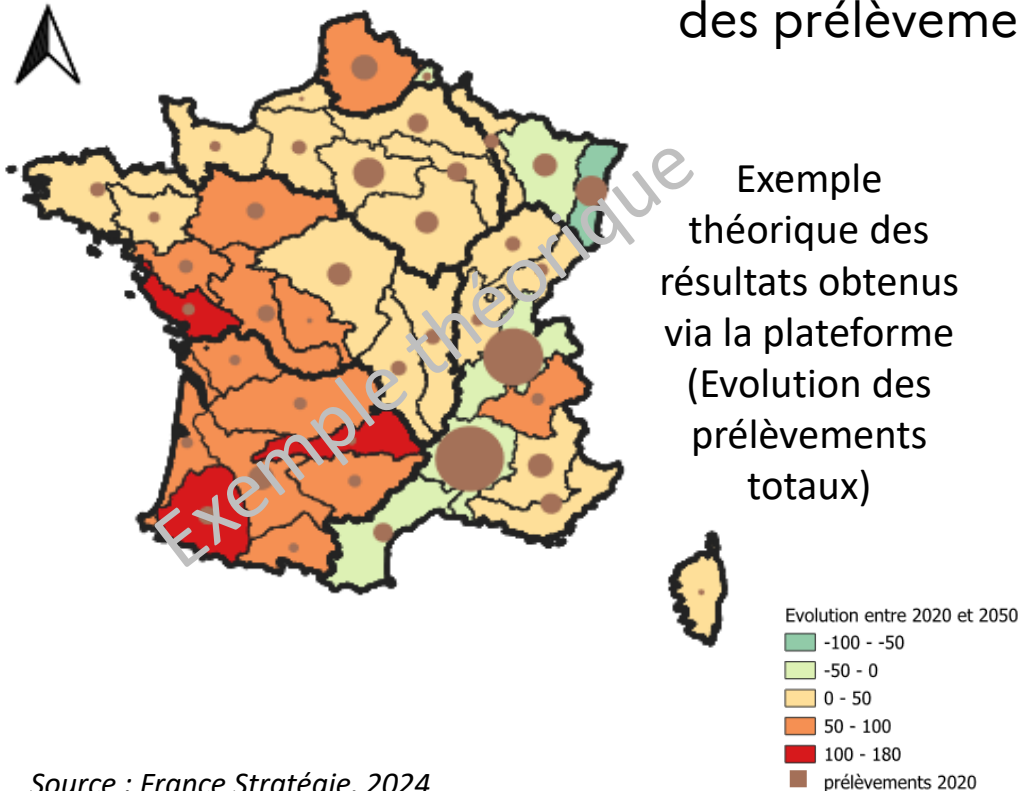 des prélèveme
Exemple
théorique des
résultats obtenus
via la plateforme
(Evolution des
prélèvements
totaux)
Exemple théorique
Evolution entre 2020 et 2050
-100 - -50
-50 - 0
0 - 50
50 - 100
100 - 180
prélèvements 2020
Source : France Stratégie, 2024